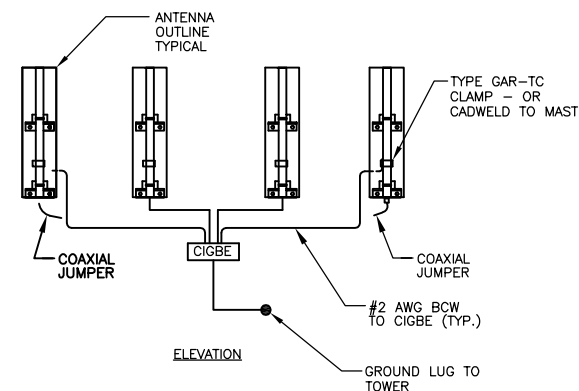 ANTENNA
OUTLINE
TYPICAL
TYPE GAR-TC
CLAMP - OR
CADWELD TO MAST
CIGBE
COAXIAL
JUMPER
COAXIAL
JUMPER
#2 AWG BCW
TO CIGBE (TYP.)
ELEVATION
GROUND LUG TO
TOWER